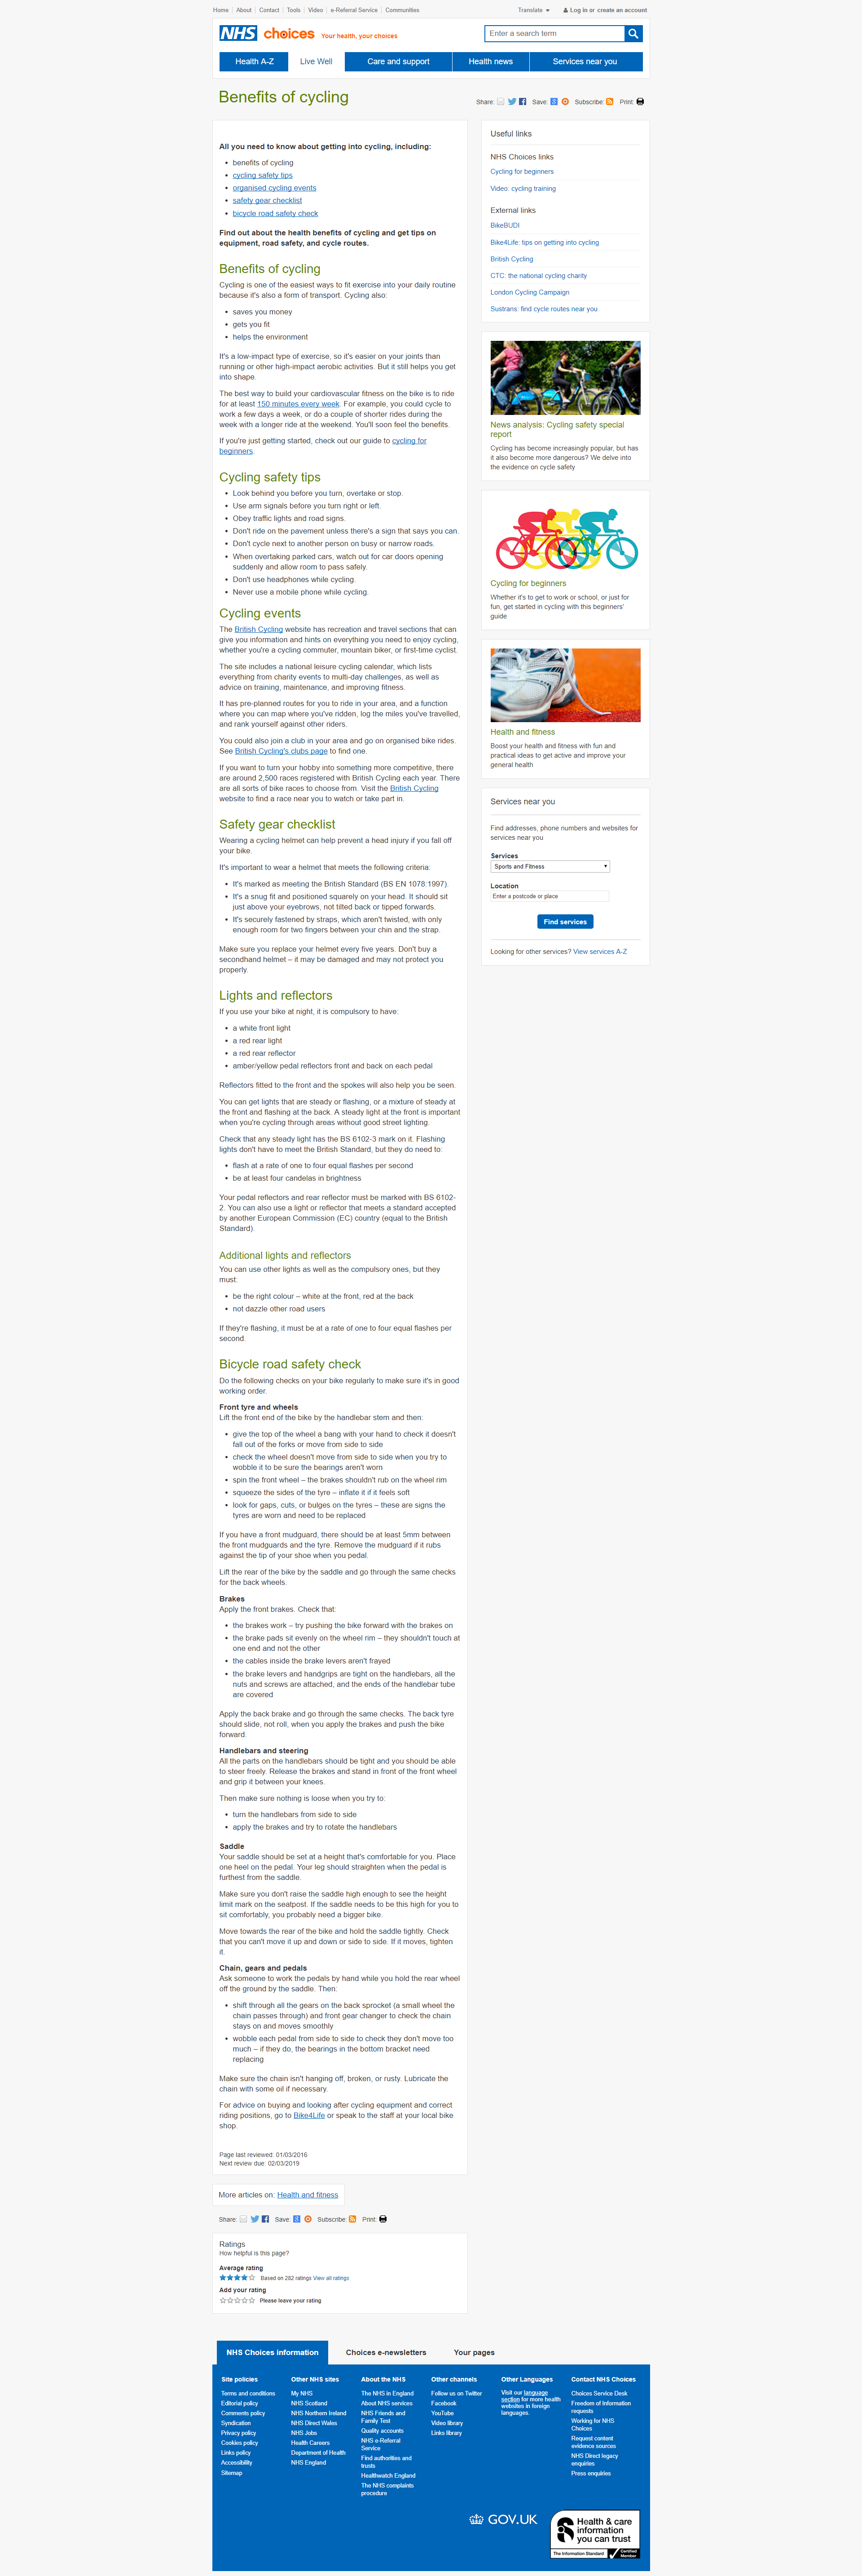 Home | About | Contact | Tools | Video | e-Referral Service | Communities
Translate
Log in or create an account
NHS choices Your health, your choices
Enter a search term
Health A-Z
Live Well
Care and support
Health news
Services near you
Benefits of cycling
Share: Save: Subscribe: Print:
All you need to know about getting into cycling, including:
benefits of cycling
cycling safety tips
organised cycling events
safety gear checklist
bicycle road safety check
Find out about the health benefits of cycling and get tips on
equipment, road safety, and cycle routes.
Benefits of cycling
Cycling is one of the easiest ways to fit exercise into your daily routine
because it's also a form of transport. Cycling also:
saves you money
gets you fit
helps the environment
It's a low-impact type of exercise, so it's easier on your joints than
running or other high-impact aerobic activities. But it still helps you get
into shape.
The best way to build your cardiovascular fitness on the bike is to ride
for at least 150 minutes every week. For example, you could cycle to
work a few days a week, or do a couple of shorter rides during the
week with a longer ride at the weekend. You'll soon feel the benefits.
If you're just getting started, check out our guide to cycling for
beginners.
Cycling safety tips
Look behind you before you turn, overtake or stop.
Use arm signals before you turn right or left.
Obey traffic lights and road signs.
Don't ride on the pavement unless there's a sign that says you can.
Don't cycle next to another person on busy or narrow roads.
When overtaking parked cars, watch out for car doors opening
suddenly and allow room to pass safely.
Don't use headphones while cycling.
Never use a mobile phone while cycling.
Cycling events
The British Cycling website has recreation and travel sections that can
give you information and hints on everything you need to enjoy cycling,
whether you're a cycling commuter, mountain biker, or first-time cyclist.
The site includes a national leisure cycling calendar, which lists
everything from charity events to multi-day challenges, as well as
advice on training, maintenance, and improving fitness.
It has pre-planned routes for you to ride in your area, and a function
where you can map where you've ridden, log the miles you've travelled,
and rank yourself against other riders.
You could also join a club in your area and go on organised bike rides.
See British Cycling's clubs page to find one.
If you want to turn your hobby into something more competitive, there
are around 2,500 races registered with British Cycling each year. There
are all sorts of bike races to choose from. Visit the British Cycling
website to find a race near you to watch or take part in.
Safety gear checklist
Wearing a cycling helmet can help prevent a head injury if you fall off
your bike.
It's important to wear a helmet that meets the following criteria:
It's marked as meeting the British Standard (BS EN 1078:1997).
It's a snug fit and positioned squarely on your head. It should sit
just above your eyebrows, not tilted back or tipped forwards.
It's securely fastened by straps, which aren't twisted, with only
enough room for two fingers between your chin and the strap.
Make sure you replace your helmet every five years. Don't buy a
secondhand helmet – it may be damaged and may not protect you
properly.
Lights and reflectors
If you use your bike at night, it is compulsory to have:
a white front light
a red rear light
a red rear reflector
amber/yellow pedal reflectors front and back on each pedal
Reflectors fitted to the front and the spokes will also help you be seen.
You can get lights that are steady or flashing, or a mixture of steady at
the front and flashing at the back. A steady light at the front is important
when you're cycling through areas without good street lighting.
Check that any steady light has the BS 6102-3 mark on it. Flashing
lights don't have to meet the British Standard, but they do need to:
flash at a rate of one to four equal flashes per second
be at least four candelas in brightness
Your pedal reflectors and rear reflector must be marked with BS 6102-
2. You can also use a light or reflector that meets a standard accepted
by another European Commission (EC) country (equal to the British
Standard).
Additional lights and reflectors
You can use other lights as well as the compulsory ones, but they
must:
be the right colour – white at the front, red at the back
not dazzle other road users
If they're flashing, it must be at a rate of one to four equal flashes per
second.
Bicycle road safety check
Do the following checks on your bike regularly to make sure it's in good
working order.
Front tyre and wheels
Lift the front end of the bike by the handlebar stem and then:
give the top of the wheel a bang with your hand to check it doesn't
fall out of the forks or move from side to side
check the wheel doesn't move from side to side when you try to
wobble it to be sure the bearings aren't worn
spin the front wheel – the brakes shouldn't rub on the wheel rim
squeeze the sides of the tyre – inflate it if it feels soft
look for gaps, cuts, or bulges on the tyres – these are signs the
tyres are worn and need to be replaced
If you have a front mudguard, there should be at least 5mm between
the front mudguards and the tyre. Remove the mudguard if it rubs
against the tip of your shoe when you pedal.
Lift the rear of the bike by the saddle and go through the same checks
for the back wheels.
Brakes
Apply the front brakes. Check that:
the brakes work – try pushing the bike forward with the brakes on
the brake pads sit evenly on the wheel rim – they shouldn't touch at
one end and not the other
the cables inside the brake levers aren't frayed
the brake levers and handgrips are tight on the handlebars, all the
nuts and screws are attached, and the ends of the handlebar tube
are covered
Apply the back brake and go through the same checks. The back tyre
should slide, not roll, when you apply the brakes and push the bike
forward.
Handlebars and steering
All the parts on the handlebars should be tight and you should be able
to steer freely. Release the brakes and stand in front of the front wheel
and grip it between your knees.
Then make sure nothing is loose when you try to:
turn the handlebars from side to side
apply the brakes and try to rotate the handlebars
Saddle
Your saddle should be set at a height that's comfortable for you. Place
one heel on the pedal. Your leg should straighten when the pedal is
furthest from the saddle.
Make sure you don't raise the saddle high enough to see the height
limit mark on the seatpost. If the saddle needs to be this high for you to
sit comfortably, you probably need a bigger bike.
Move towards the rear of the bike and hold the saddle tightly. Check
that you can't move it up and down or side to side. If it moves, tighten
it.
Chain, gears and pedals
Ask someone to work the pedals by hand while you hold the rear wheel
off the ground by the saddle. Then:
shift through all the gears on the back sprocket (a small wheel the
chain passes through) and front gear changer to check the chain
stays on and moves smoothly
wobble each pedal from side to side to check they don't move too
much – if they do, the bearings in the bottom bracket need
replacing
Make sure the chain isn't hanging off, broken, or rusty. Lubricate the
chain with some oil if necessary.
For advice on buying and looking after cycling equipment and correct
riding positions, go to Bike4Life or speak to the staff at your local bike
shop.
Page last reviewed: 01/03/2016
Next review due: 02/03/2019
More articles on: Health and fitness
Share: Save: Subscribe: Print:
Ratings
How helpful is this page?
Average rating
Based on 282 ratings View all ratings
Add your rating
Please leave your rating
Useful links
NHS Choices links
Cycling for beginners
Video: cycling training
External links
BikeBUDI
Bike4Life: tips on getting into cycling
British Cycling
CTC: the national cycling charity
London Cycling Campaign
Sustrans: find cycle routes near you
News analysis: Cycling safety special
report
Cycling has become increasingly popular, but has
it also become more dangerous? We delve into
the evidence on cycle safety
Cycling for beginners
Whether it's to get to work or school, or just for
fun, get started in cycling with this beginners'
guide
Health and fitness
Boost your health and fitness with fun and
practical ideas to get active and improve your
general health
Services near you
Find addresses, phone numbers and websites for
services near you
Services
Sports and Fitness
Location
Enter a postcode or place
Find services
Looking for other services? View services A-Z
NHS Choices information
Choices e-newsletters
Your pages
Site policies
Terms and conditions
Editorial policy
Comments policy
Syndication
Privacy policy
Cookies policy
Links policy
Accessibility
Sitemap
Other NHS sites
My NHS
NHS Scotland
NHS Northern Ireland
NHS Direct Wales
NHS Jobs
Health Careers
Department of Health
NHS England
About the NHS
The NHS in England
About NHS services
NHS Friends and
Family Test
Quality accounts
NHS e-Referral
Service
Find authorities and
trusts
Healthwatch England
The NHS complaints
procedure
Other channels
Follow us on Twitter
Facebook
YouTube
Video library
Links library
Other Languages
Visit our language
section for more health
websites in foreign
languages.
Contact NHS Choices
Choices Service Desk
Freedom of Information
requests
Working for NHS
Choices
Request content
evidence sources
NHS Direct legacy
enquiries
Press enquiries
GOV.UK
Health & care
information
you can trust
The Information Standard
Certified
Member